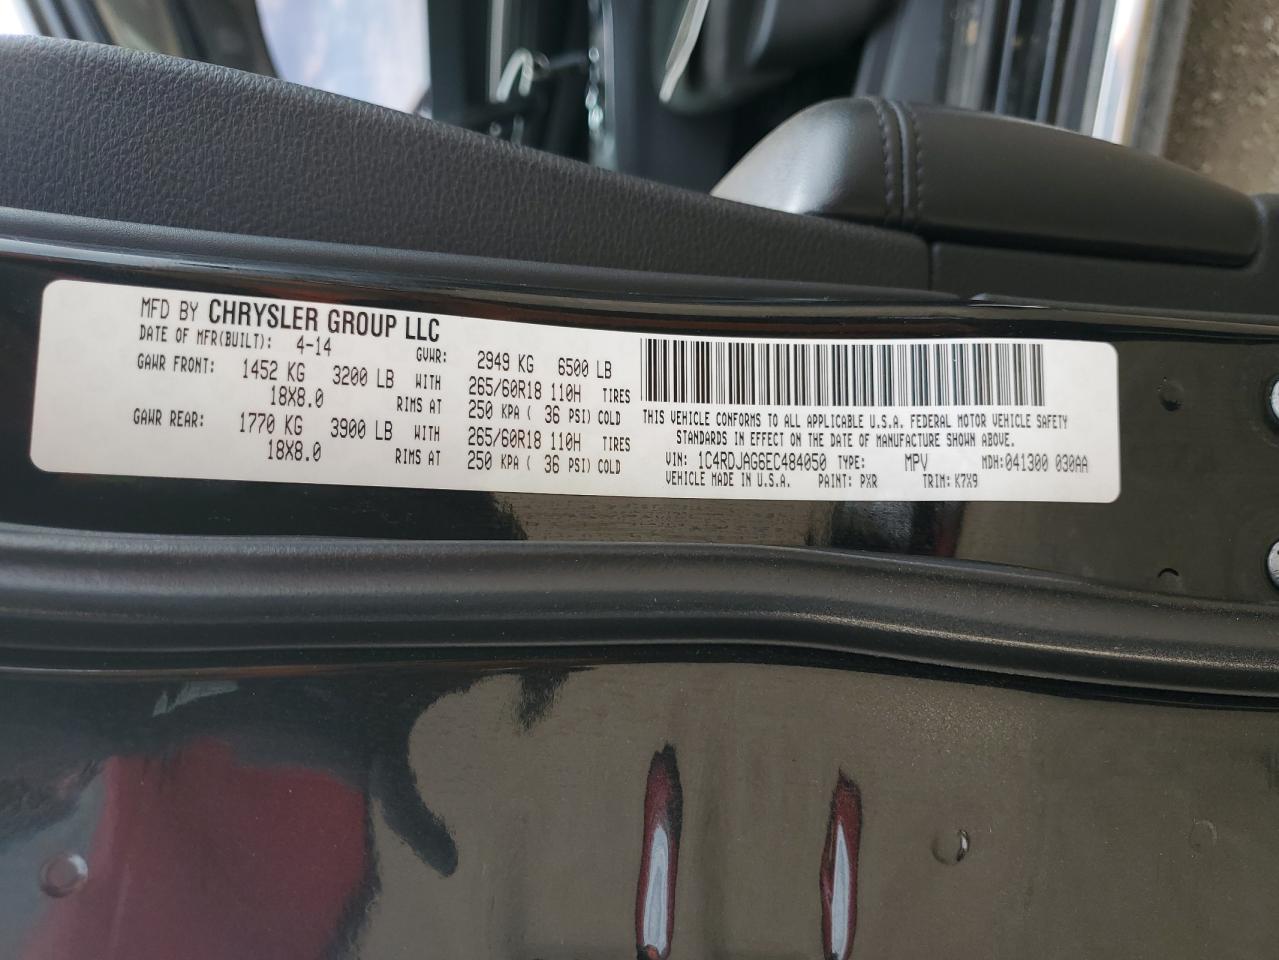 MFD BY CHRYSLER GROUP LLC
DATE OF MFR(BUILT): 4-14 GVWR: 2949 KG 6500 LB
GAWR FRONT: 1452 KG 3200 LB WITH 265/60R18 110H TIRES
18X8.0 RIMS AT 250 KPA ( 36 PSI) COLD
GAWR REAR: 1770 KG 3900 LB WITH 265/60R18 110H TIRES
18X8.0 RIMS AT 250 KPA ( 36 PSI) COLD
THIS VEHICLE CONFORMS TO ALL APPLICABLE U.S.A. FEDERAL MOTOR VEHICLE SAFETY
STANDARDS IN EFFECT ON THE DATE OF MANUFACTURE SHOWN ABOVE.
VIN: 1C4RDJAG6EC484050 TYPE: MPV MDH:041300 030AA
VEHICLE MADE IN U.S.A. PAINT: PXR TRIM: K7X9